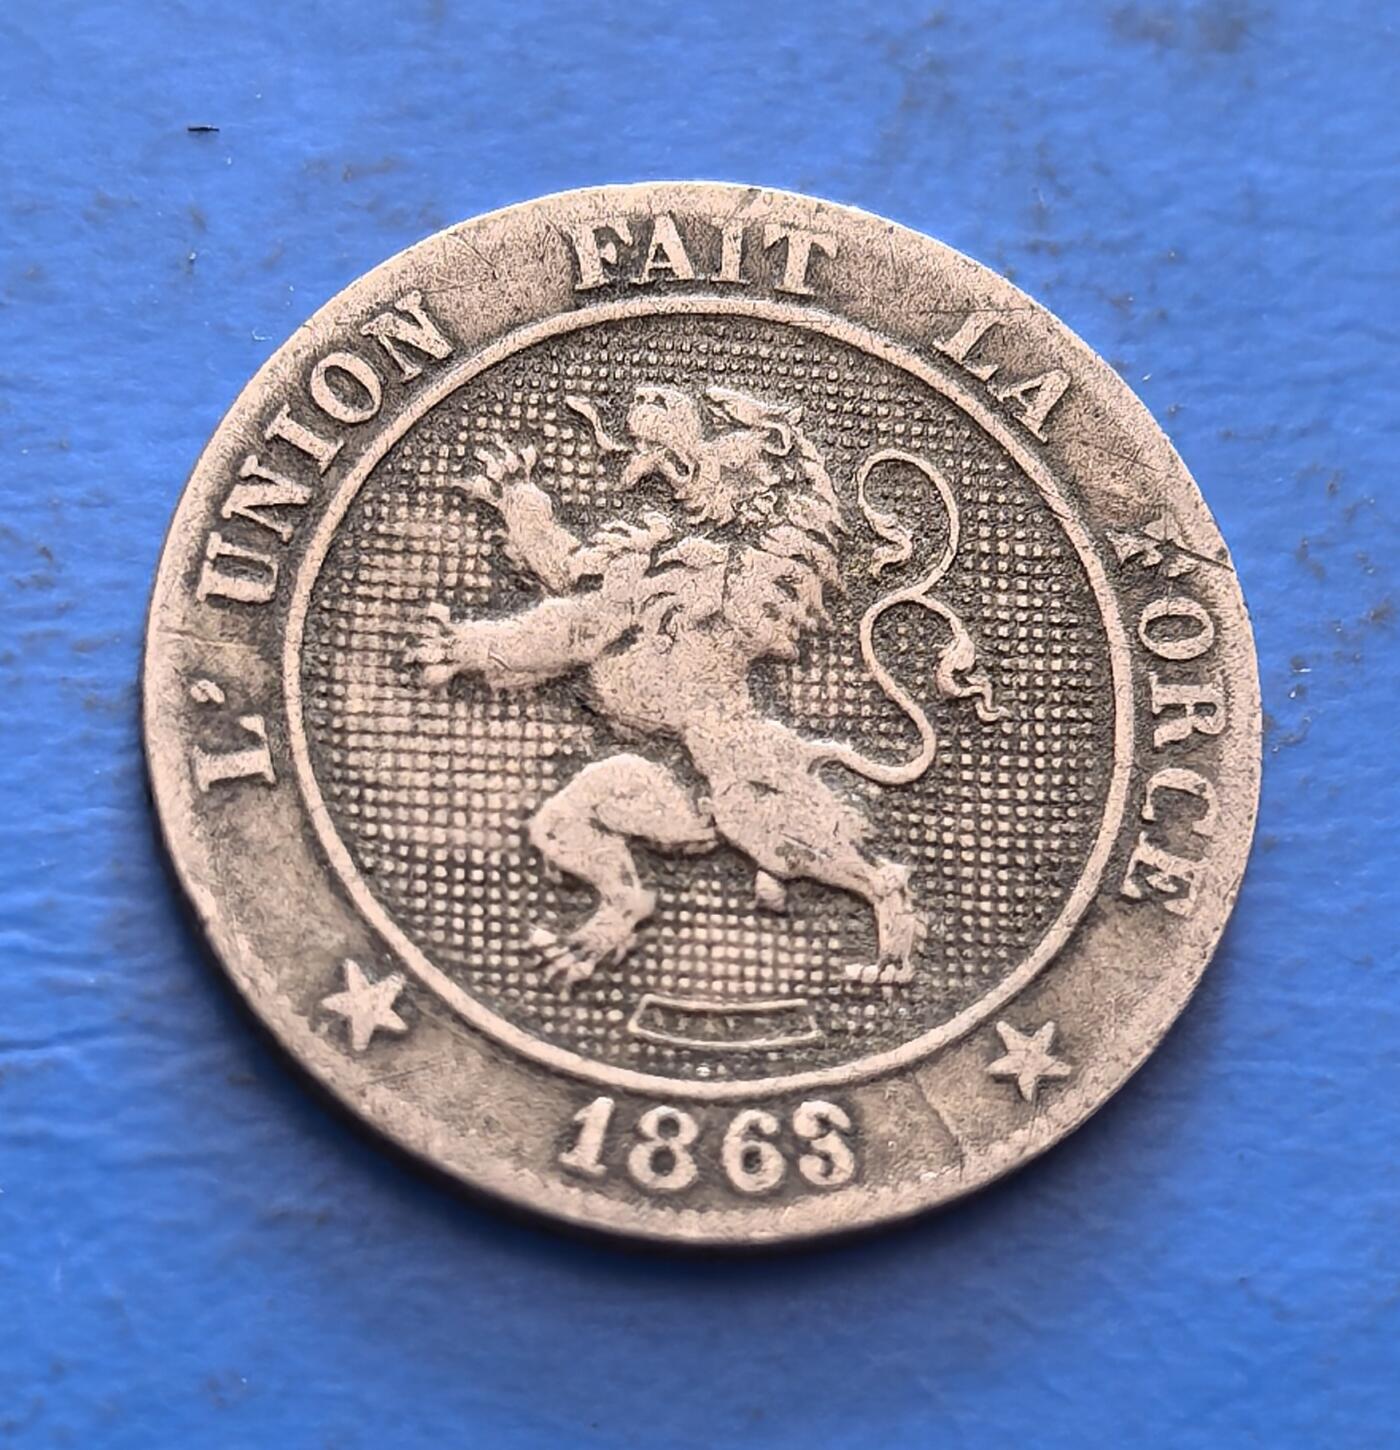 L'UNION FAIT LA FORCE
1863